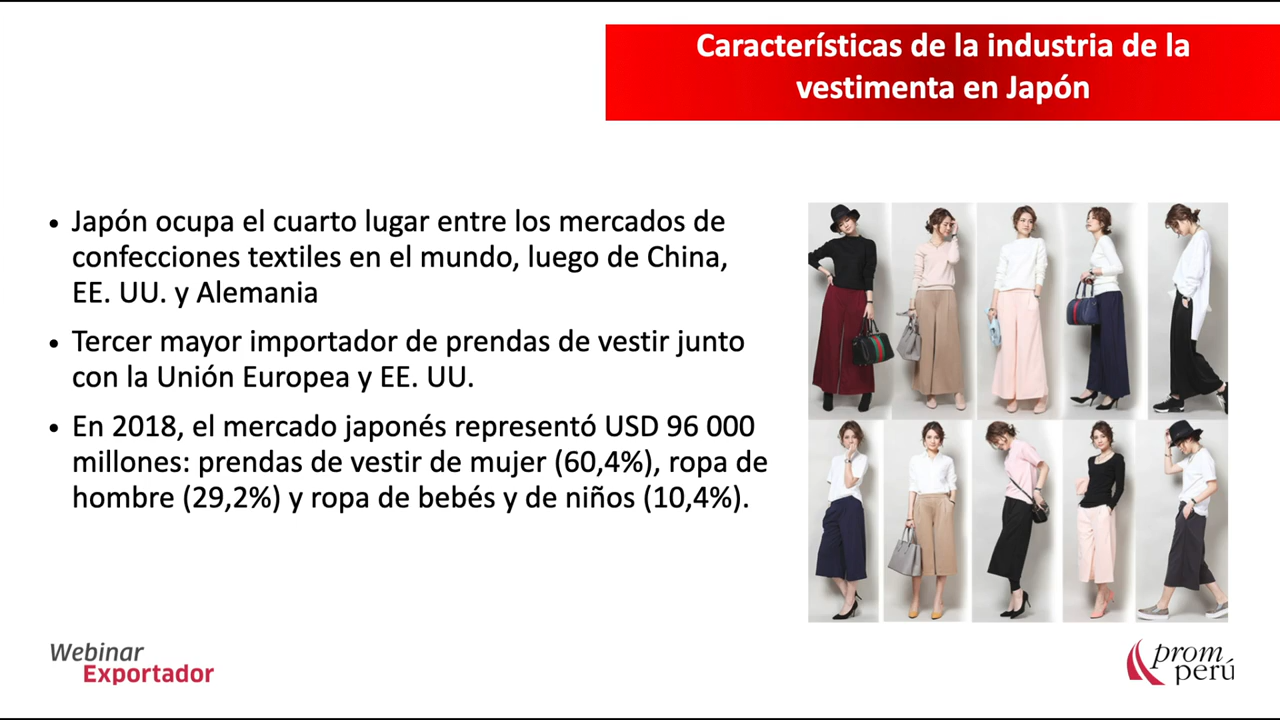 Características de la industria de la
vestimenta en Japón
• Japón ocupa el cuarto lugar entre los mercados de
confecciones textiles en el mundo, luego de China,
EE. UU. y Alemania
• Tercer mayor importador de prendas de vestir junto
con la Unión Europea y EE. UU.
• En 2018, el mercado japonés representó USD 96 000
millones: prendas de vestir de mujer (60,4%), ropa de
hombre (29,2%) y ropa de bebés y de niños (10,4%).
Webinar
Exportador
prom
perú